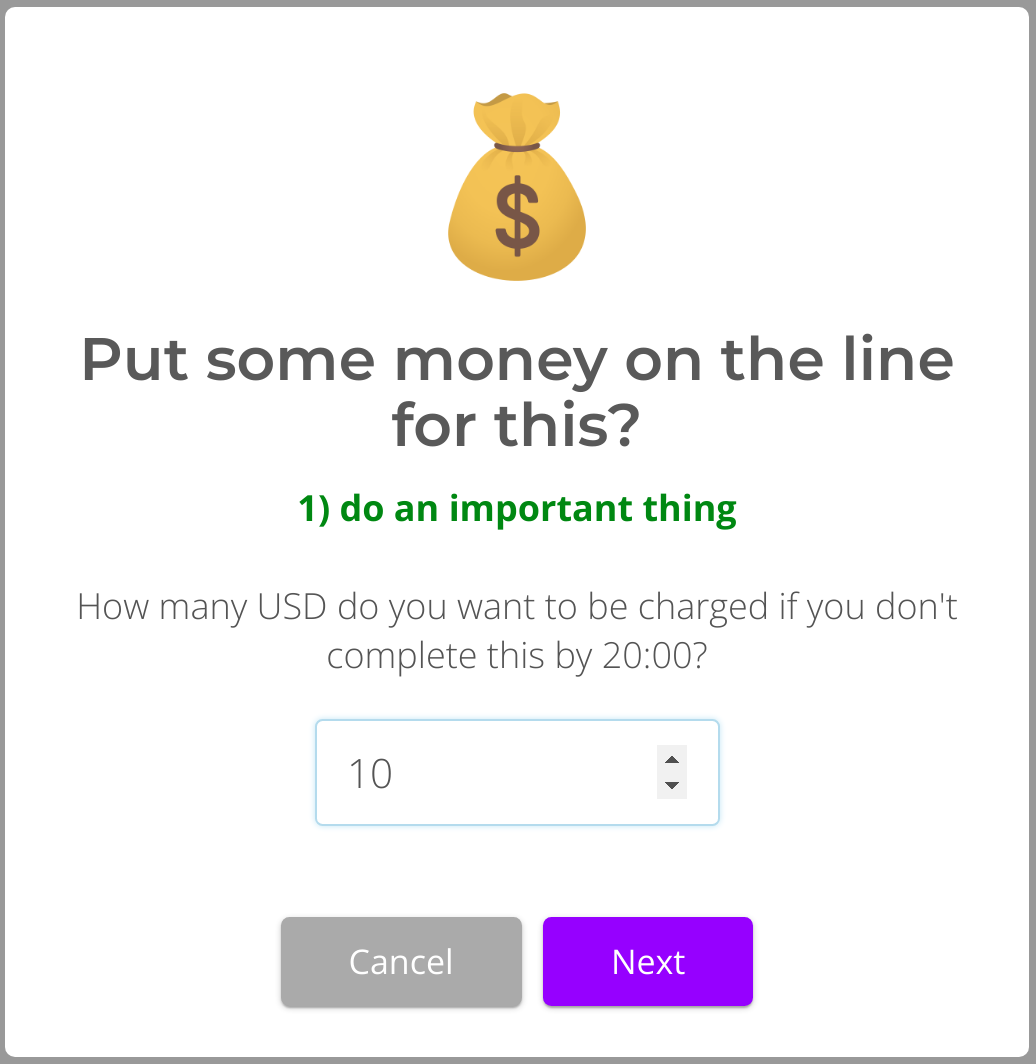 $
Put some money on the line
for this?
1) do an important thing
How many USD do you want to be charged if you don't
complete this by 20:00?
10
Cancel
Next